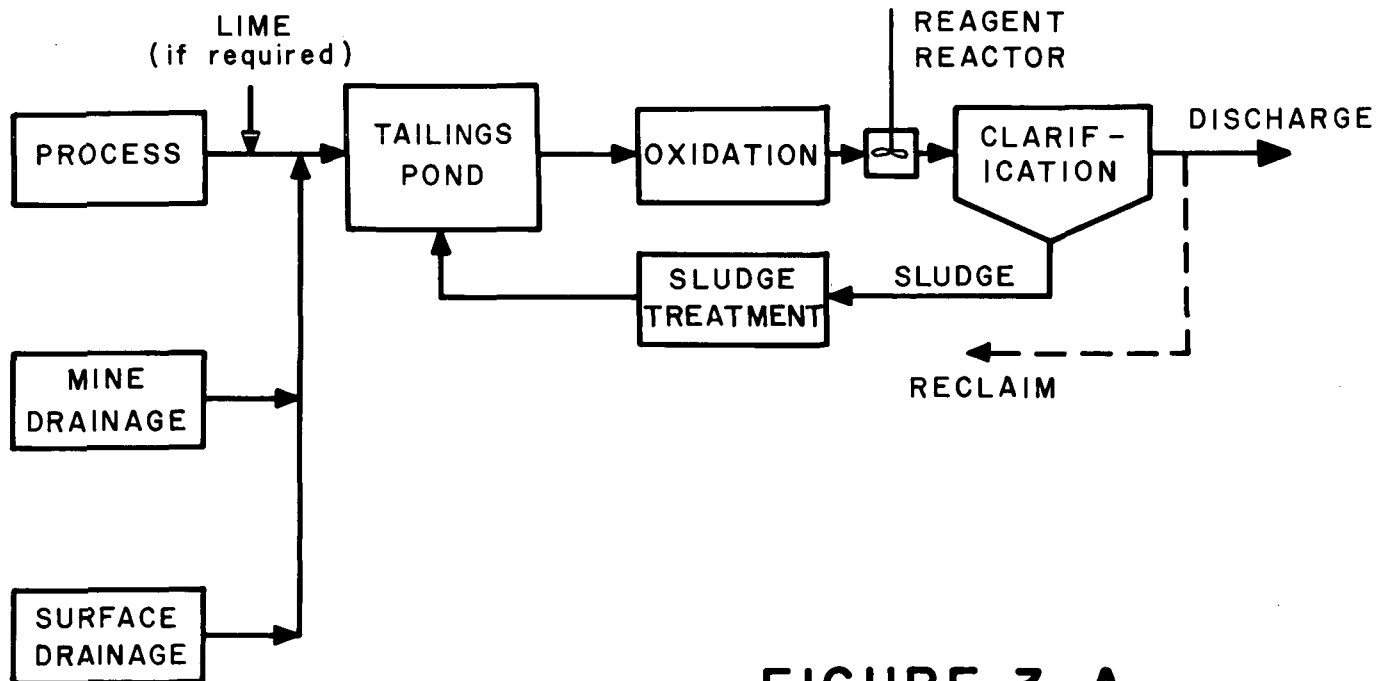 LIME
(if required)
REAGENT
REACTOR
PROCESS
TAILINGS
POND
OXIDATION
CLARIF -
ICATION
DISCHARGE
SLUDGE
TREATMENT
SLUDGE
RECLAIM
MINE
DRAINAGE
SURFACE
DRAINAGE